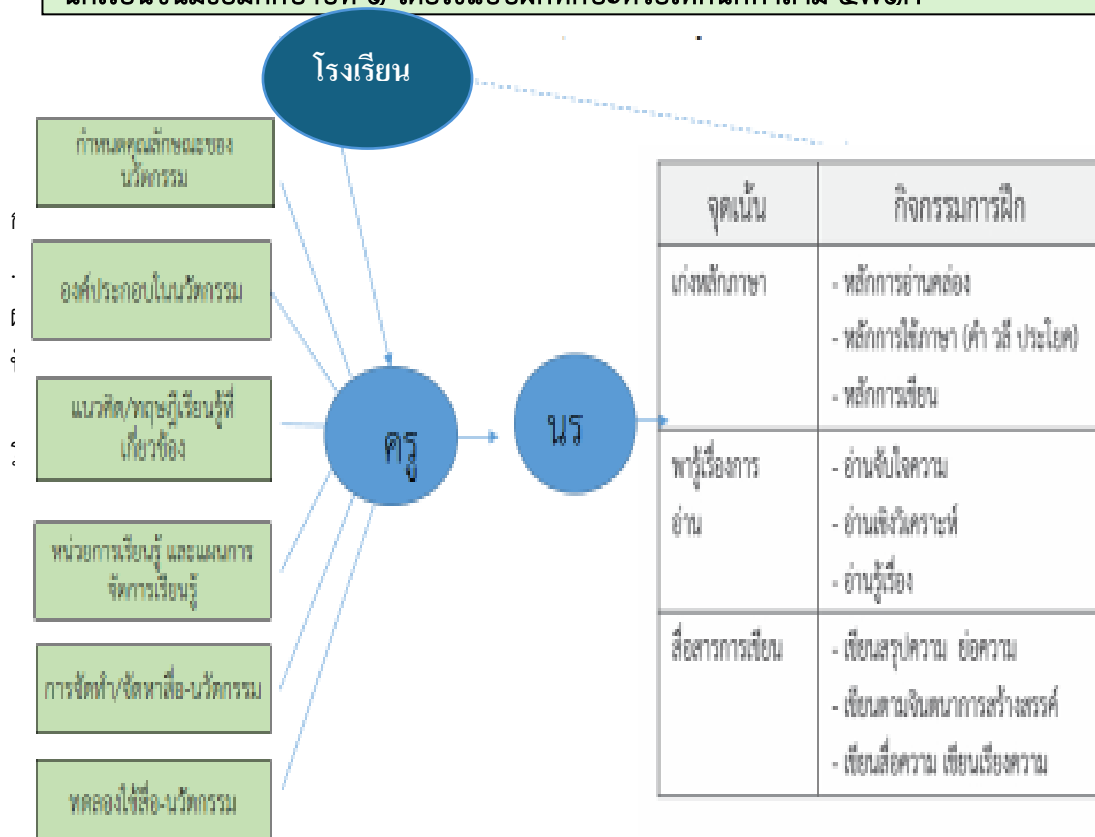 โรงเรียน
กำหนดคุณลักษณะของ
นวัตกรรม
องค์ประกอบในนวัตกรรม
แนวคิด/ทฤษฎีเรียนรู้ที่
เกี่ยวข้อง
หน่วยการเรียนรู้ และแผนการ
จัดการเรียนรู้
การจัดทำ/จัดหาสื่อ-นวัตกรรม
ทดลองใช้สื่อ-นวัตกรรม
ครู
นร
จุดเน้น
กิจกรรมการฝึก
เก่งหลักภาษา
- หลักการอ่านคล่อง
- หลักการใช้ภาษา (คำ วลี ประโยค)
- หลักการเขียน
พารู้เรื่องการ
อ่าน
- อ่านจับใจความ
- อ่านเชิงวิเคราะห์
- อ่านรู้เรื่อง
สื่อสารการเขียน
- เขียนสรุปความ ย่อความ
- เขียนตามจินตนาการสร้างสรรค์
- เขียนสื่อความ เขียนเรียงความ